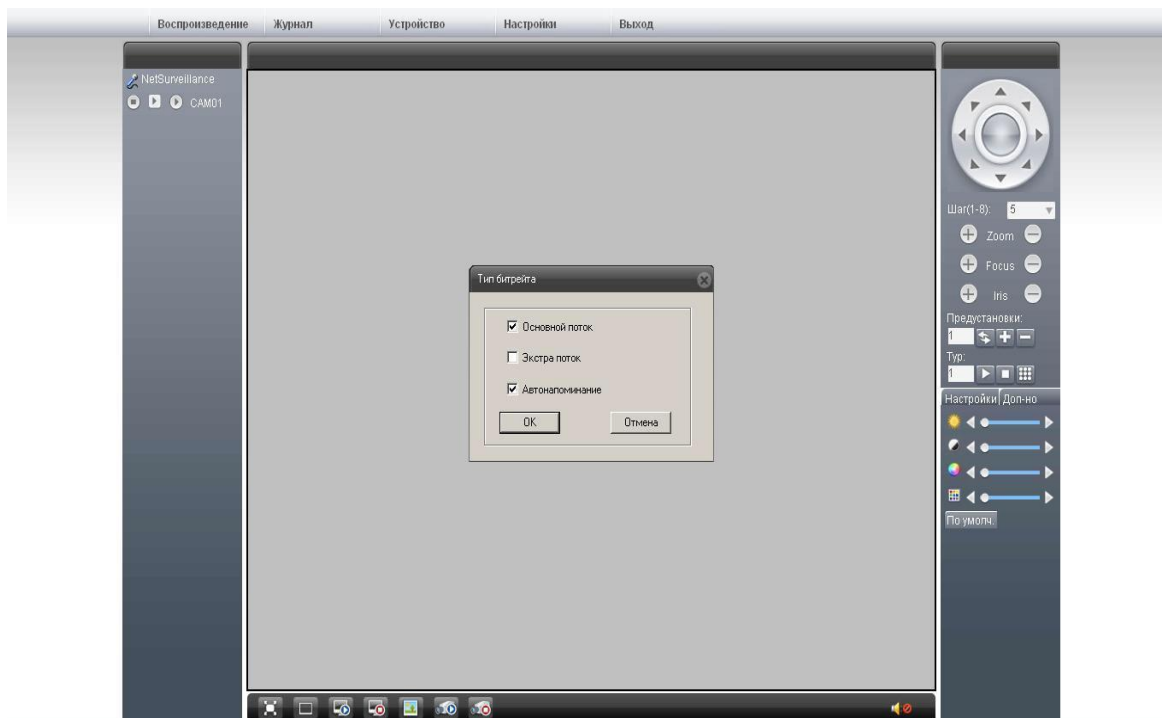 Воспроизведение Журнал Устройство Настройки Выход
NetSurveillance
CAM01
Тип битрейта
Основной поток
Экстра поток
Автонапоминание
OK Отмена
Шаг(1-8): 5
Zoom
Focus
Iris
Предустановки:
1
Тур:
1
Настройки Доп-но
По умолч.